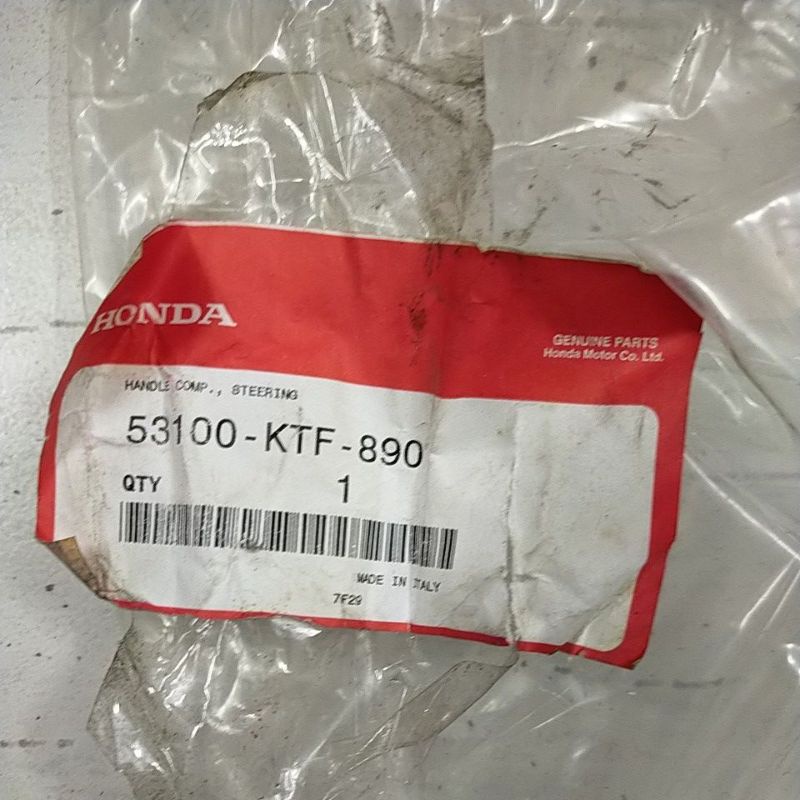 HONDA
GENUINE PARTS
Honda Motor Co. Ltd.
HANDLE COMP., STEERING
53100-KTF-890
QTY 1
MADE IN ITALY
7F29